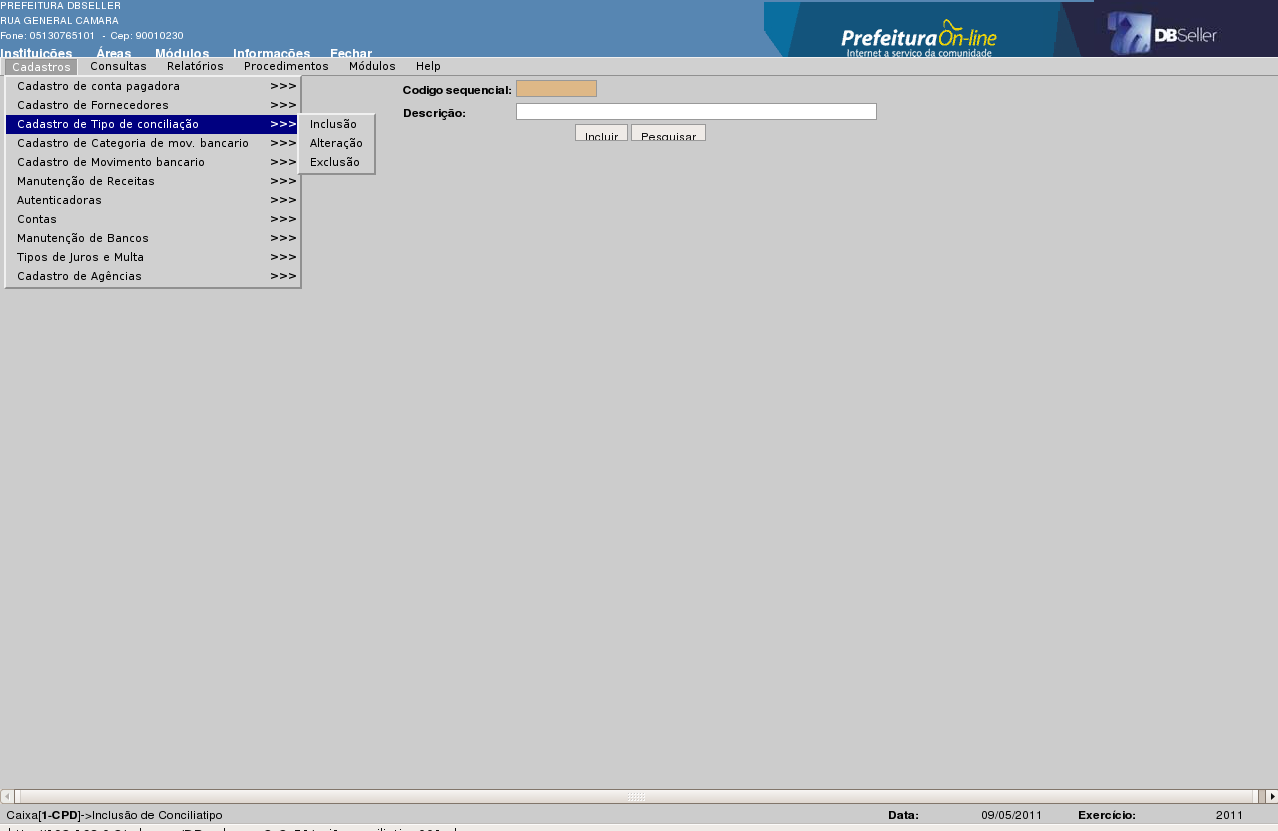 PREFEITURA DBSELLER
RUA GENERAL CAMARA
Fone: 05130765101 - Cep: 90010230
Instituições Áreas Módulos Informações Fechar
Prefeitura On-line
Internet a serviço da comunidade
DBSeller
Cadastros Consultas Relatórios Procedimentos Módulos Help
Cadastro de conta pagadora >>>
Cadastro de Fornecedores >>>
Cadastro de Tipo de conciliação >>>
Cadastro de Categoria de mov. bancario >>>
Cadastro de Movimento bancario >>>
Manutenção de Receitas >>>
Autenticadoras >>>
Contas >>>
Manutenção de Bancos >>>
Tipos de Juros e Multa >>>
Cadastro de Agências >>>
Inclusão
Alteração
Exclusão
Codigo sequencial:
Descrição:
Incluir Pesquisar
Caixa[1-CPD]->Inclusão de Conciliatipo Data: 09/05/2011 Exercício: 2011